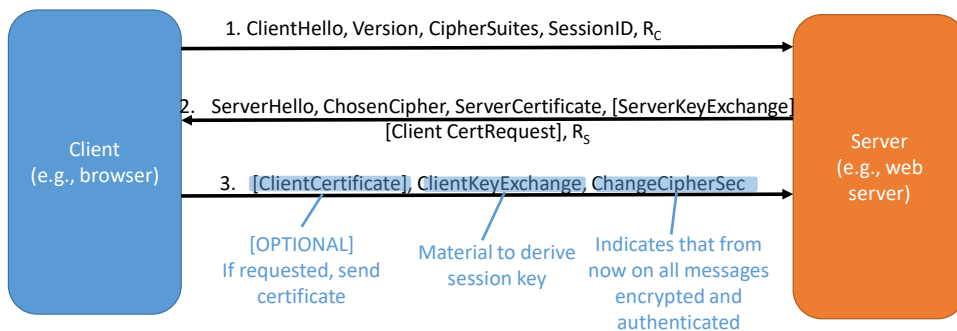 1. ClientHello, Version, CipherSuites, SessionID, RC
2. ServerHello, ChosenCipher, ServerCertificate, [ServerKeyExchange]
[Client CertRequest], RS
Client
(e.g., browser)
Server
(e.g., web
server)
3. [ClientCertificate], ClientKeyExchange, ChangeCipherSec
[OPTIONAL]
If requested, send
certificate
Material to derive
session key
Indicates that from
now on all messages
encrypted and
authenticated